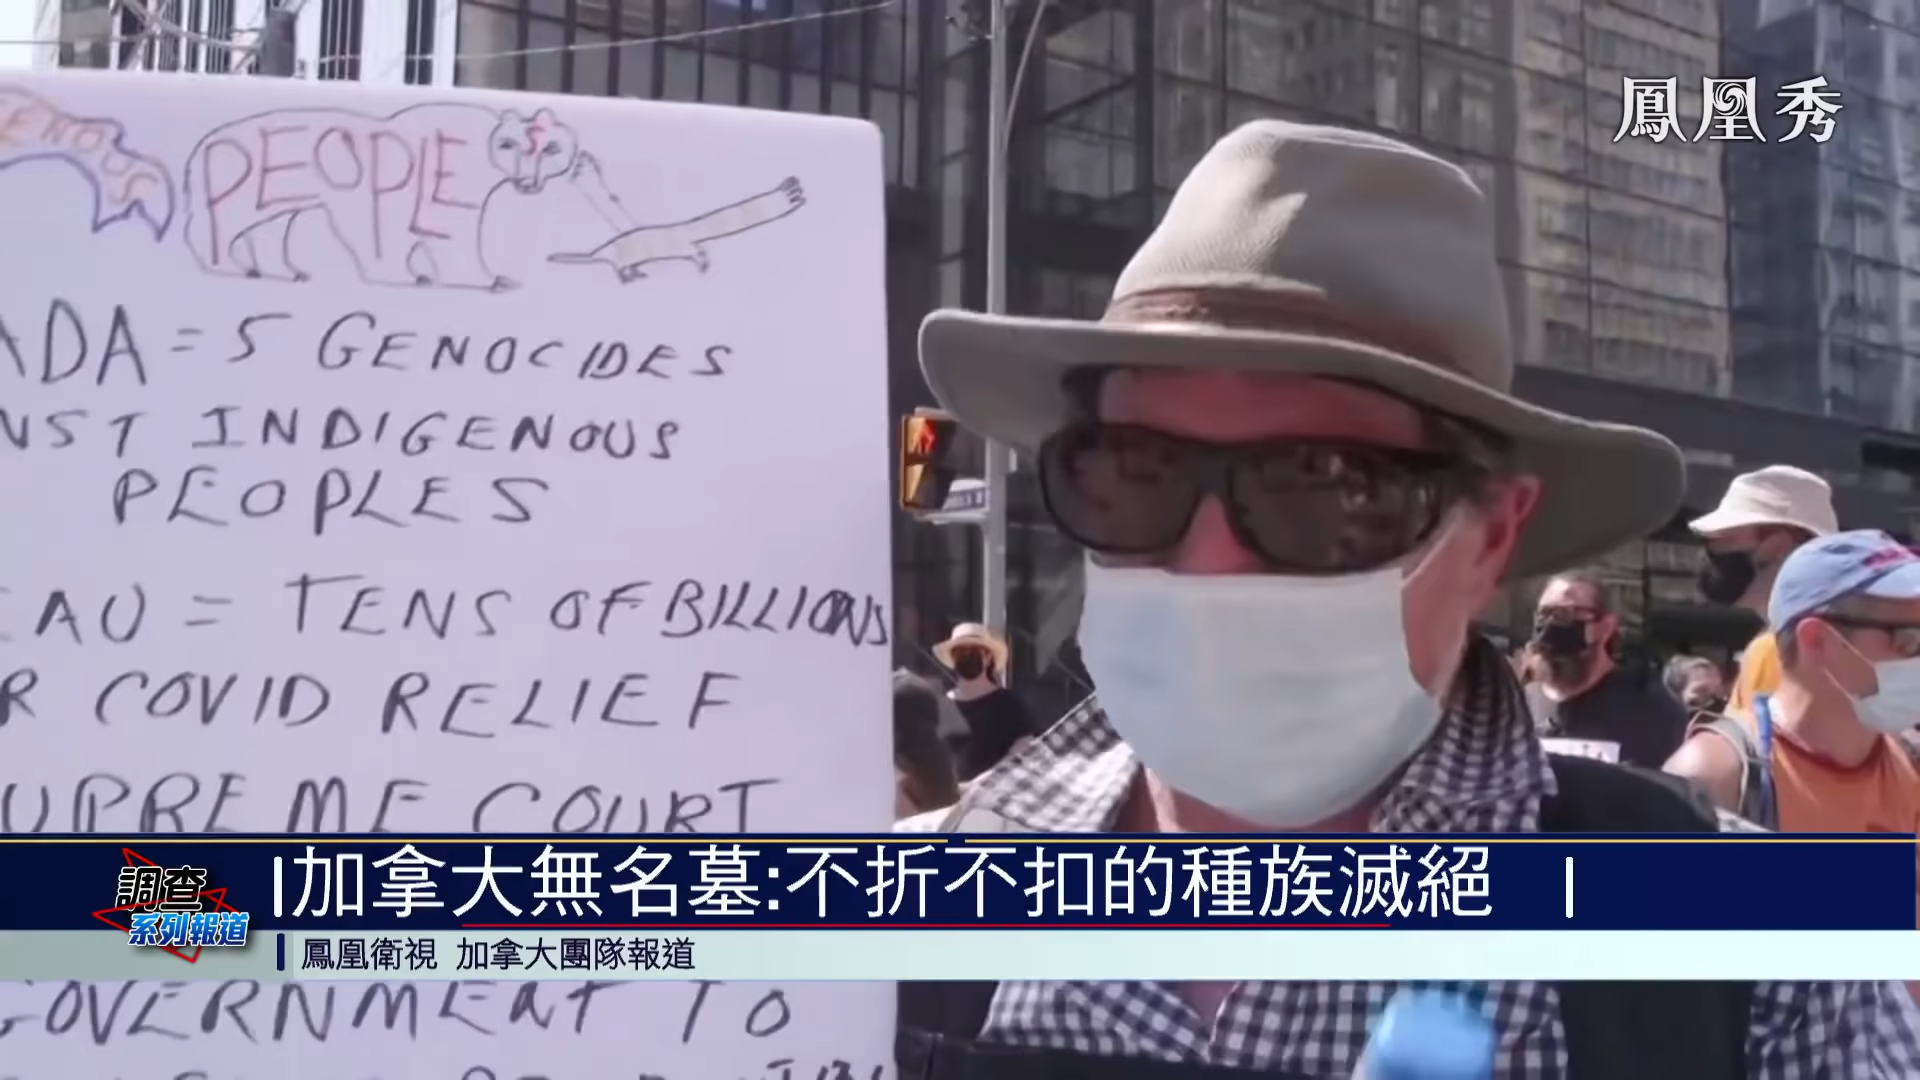 鳳凰秀
PEOPLES
ADA = 5 GENOCIDES
NST INDIGENOUS
PEOPLES
EAU = TENS OF BILLIONS
R COVID RELIEF
UPREME COURT
調查
系列報道
加拿大無名墓:不折不扣的種族滅絕
鳳凰衛視 加拿大團隊報道
GOVERNMENT TO